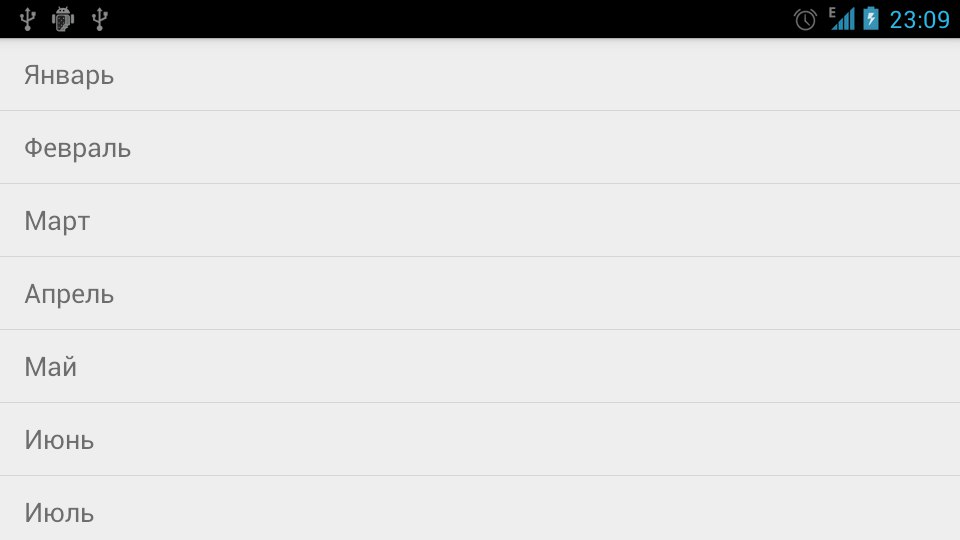 E 23:09
Январь
Февраль
Март
Апрель
Май
Июнь
Июль